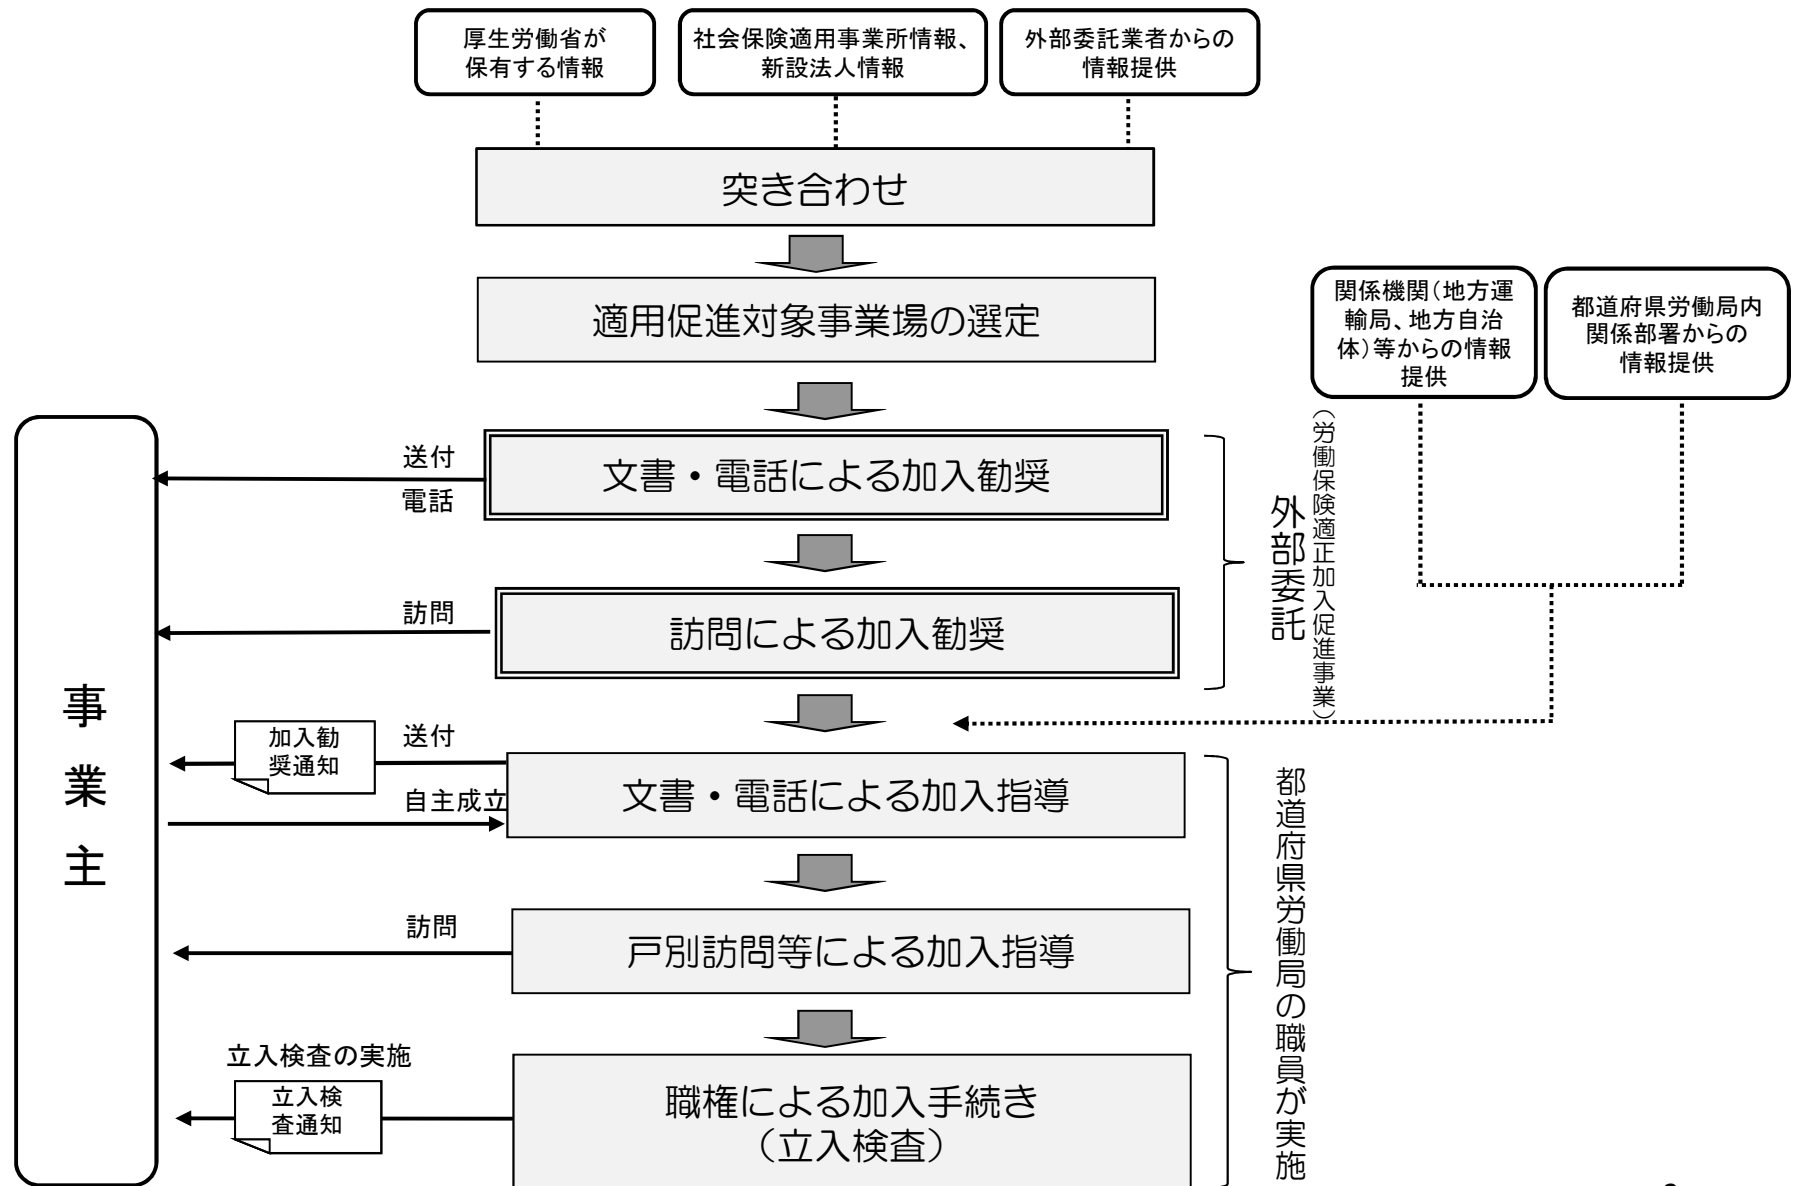 厚生労働省が
保有する情報
社会保険適用事業所情報、
新設法人情報
外部委託業者からの
情報提供
突き合わせ
適用促進対象事業場の選定
関係機関（地方運
輸局、地方自治
体）等からの情報
提供
都道府県労働局内
関係部署からの
情報提供
文書・電話による加入勧奨
送付
電話
訪問による加入勧奨
訪問
外部委託
（労働保険適正加入促進事業）
事業主
加入勧
奨通知
送付
自主成立
文書・電話による加入指導
訪問
戸別訪問等による加入指導
立入検査の実施
立入検
査通知
職権による加入手続き
（立入検査）
都道府県労働局の職員が実施